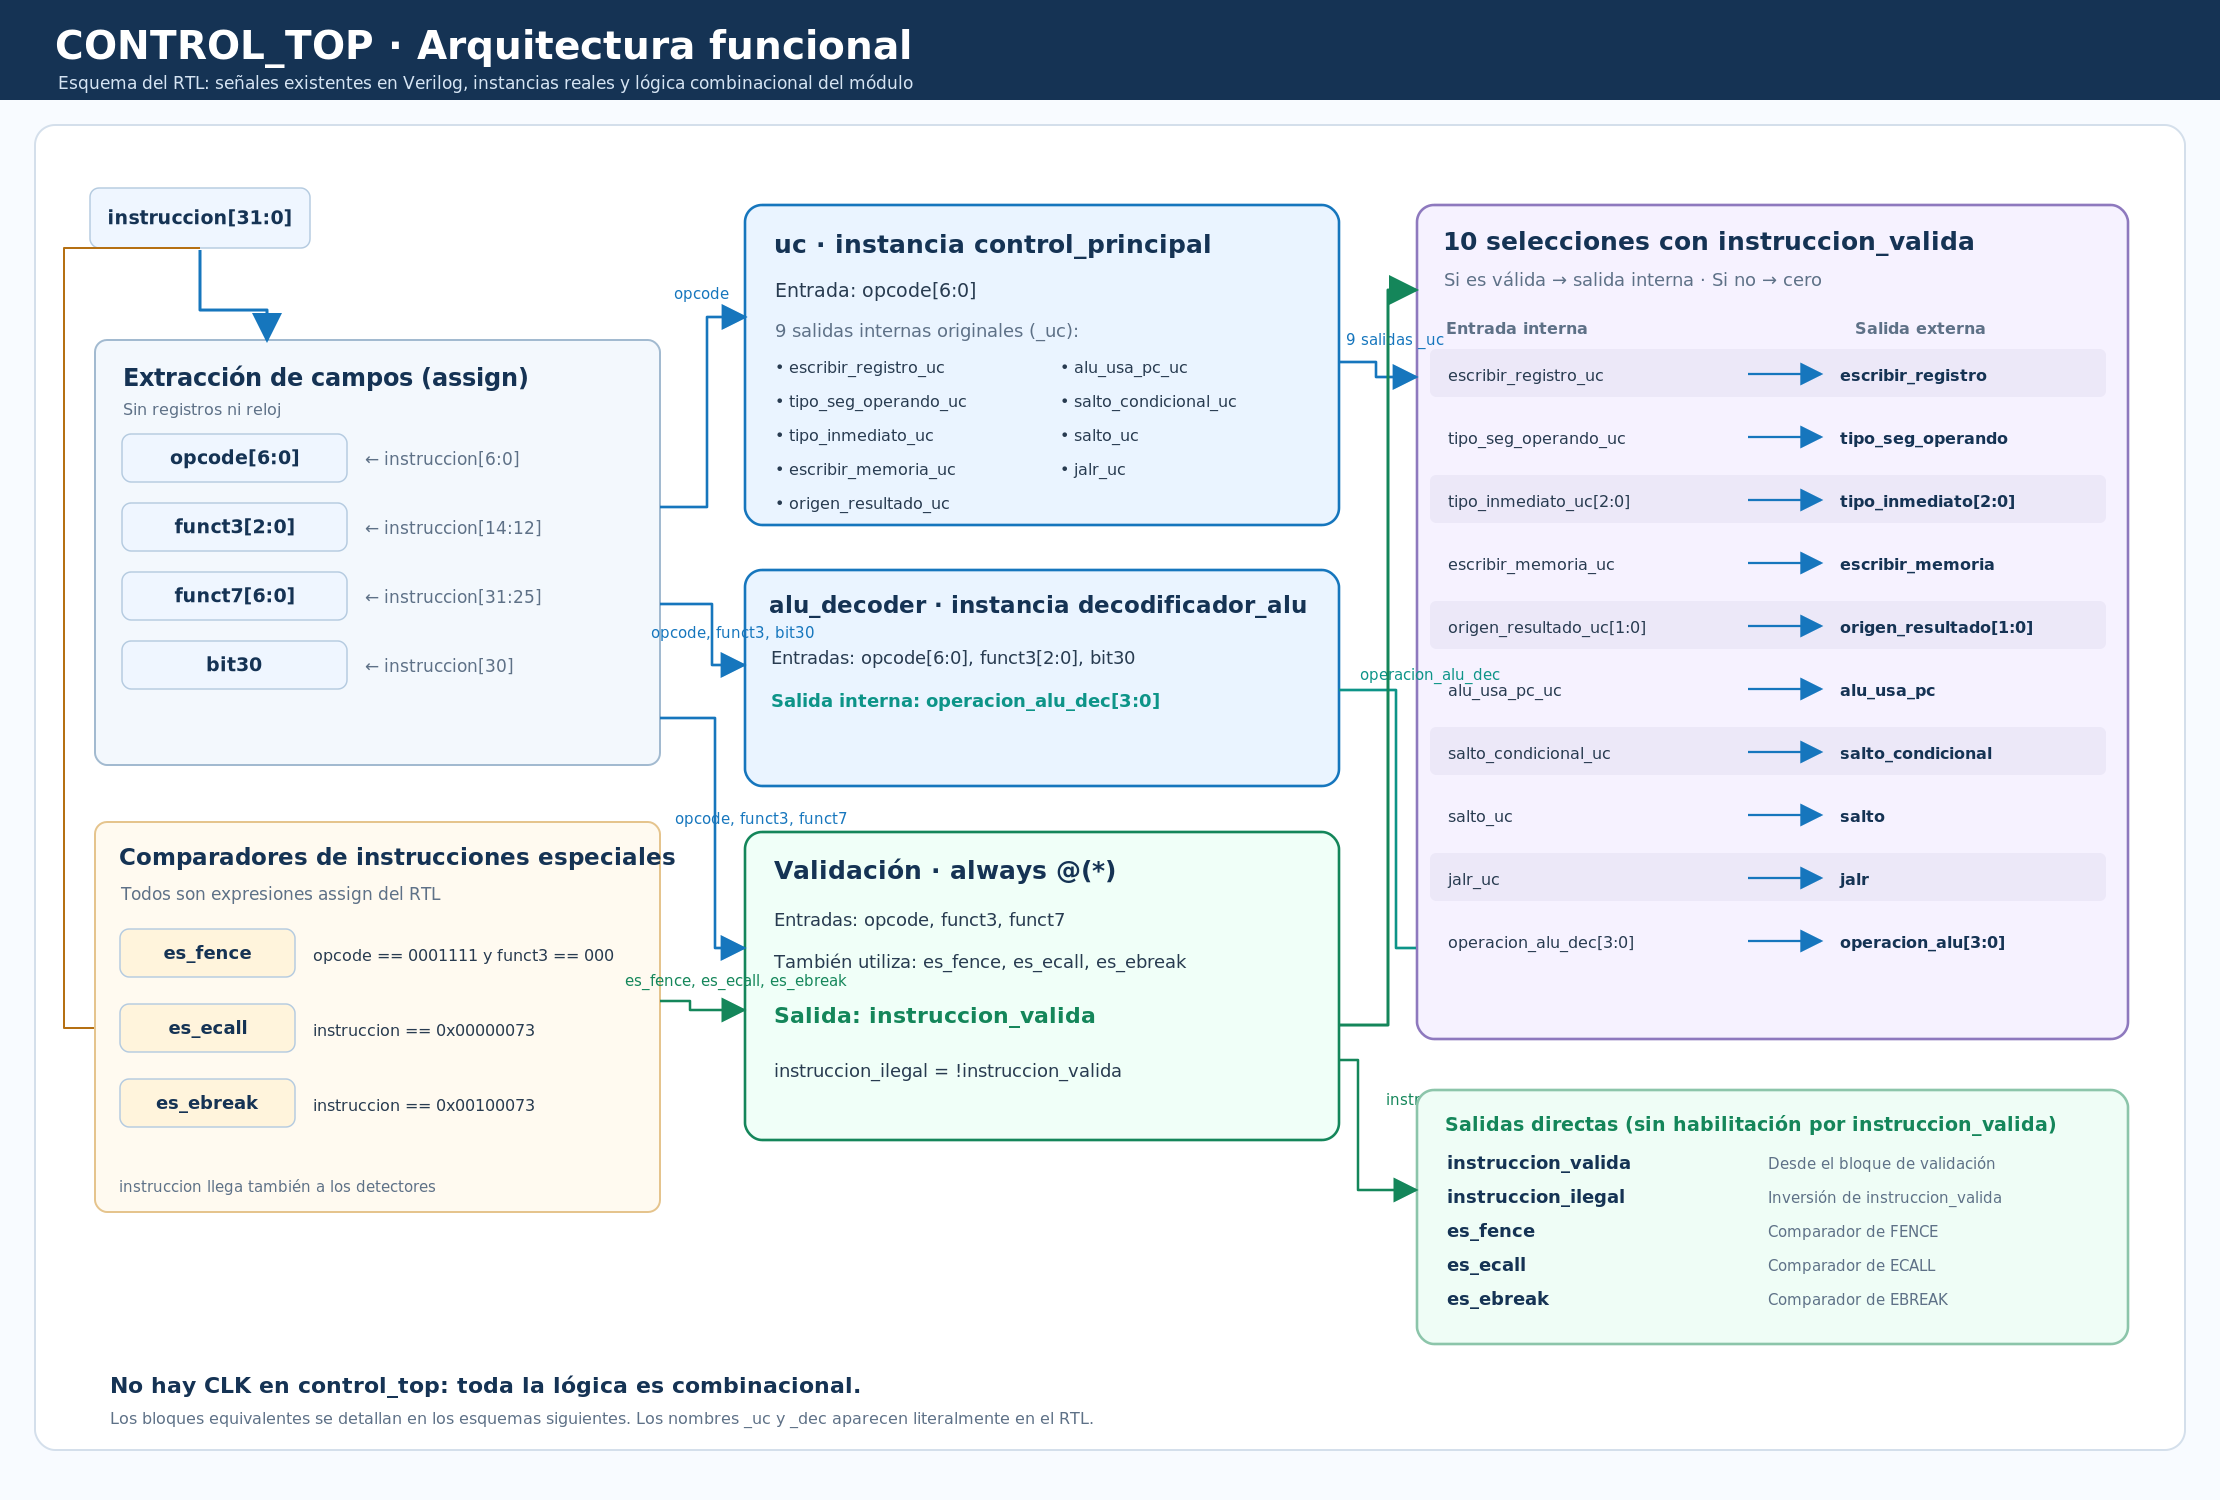 CONTROL_TOP · Arquitectura funcional
Esquema del RTL: señales existentes en Verilog, instancias reales y lógica combinacional del módulo
instruccion[31:0]
Extracción de campos (assign)
Sin registros ni reloj
opcode[6:0] ← instruccion[6:0]
funct3[2:0] ← instruccion[14:12]
funct7[6:0] ← instruccion[31:25]
bit30 ← instruccion[30]
Comparadores de instrucciones especiales
Todos son expresiones assign del RTL
es_fence opcode == 0001111 y funct3 == 000
es_ecall instruccion == 0x00000073
es_ebreak instruccion == 0x00100073
instruccion llega también a los detectores
opcode
opcode, funct3, bit30
opcode, funct3, funct7
es_fence, es_ecall, es_ebreak
uc · instancia control_principal
Entrada: opcode[6:0]
9 salidas internas originales (_uc):
• escribir_registro_uc • alu_usa_pc_uc
• tipo_seg_operando_uc • salto_condicional_uc
• tipo_inmediato_uc • salto_uc
• escribir_memoria_uc • jalr_uc
• origen_resultado_uc
alu_decoder · instancia decodificador_alu
Entradas: opcode[6:0], funct3[2:0], bit30
Salida interna: operacion_alu_dec[3:0]
Validación · always @(*)
Entradas: opcode, funct3, funct7
También utiliza: es_fence, es_ecall, es_ebreak
Salida: instruccion_valida
instruccion_ilegal = !instruccion_valida
9 salidas _uc
operacion_alu_dec
10 selecciones con instruccion_valida
Si es válida → salida interna · Si no → cero
Entrada interna Salida externa
escribir_registro_uc escribir_registro
tipo_seg_operando_uc tipo_seg_operando
tipo_inmediato_uc[2:0] tipo_inmediato[2:0]
escribir_memoria_uc escribir_memoria
origen_resultado_uc[1:0] origen_resultado[1:0]
alu_usa_pc_uc alu_usa_pc
salto_condicional_uc salto_condicional
salto_uc salto
jalr_uc jalr
operacion_alu_dec[3:0] operacion_alu[3:0]
Salidas directas (sin habilitación por instruccion_valida)
instruccion_valida Desde el bloque de validación
instruccion_ilegal Inversión de instruccion_valida
es_fence Comparador de FENCE
es_ecall Comparador de ECALL
es_ebreak Comparador de EBREAK
No hay CLK en control_top: toda la lógica es combinacional.
Los bloques equivalentes se detallan en los esquemas siguientes. Los nombres _uc y _dec aparecen literalmente en el RTL.